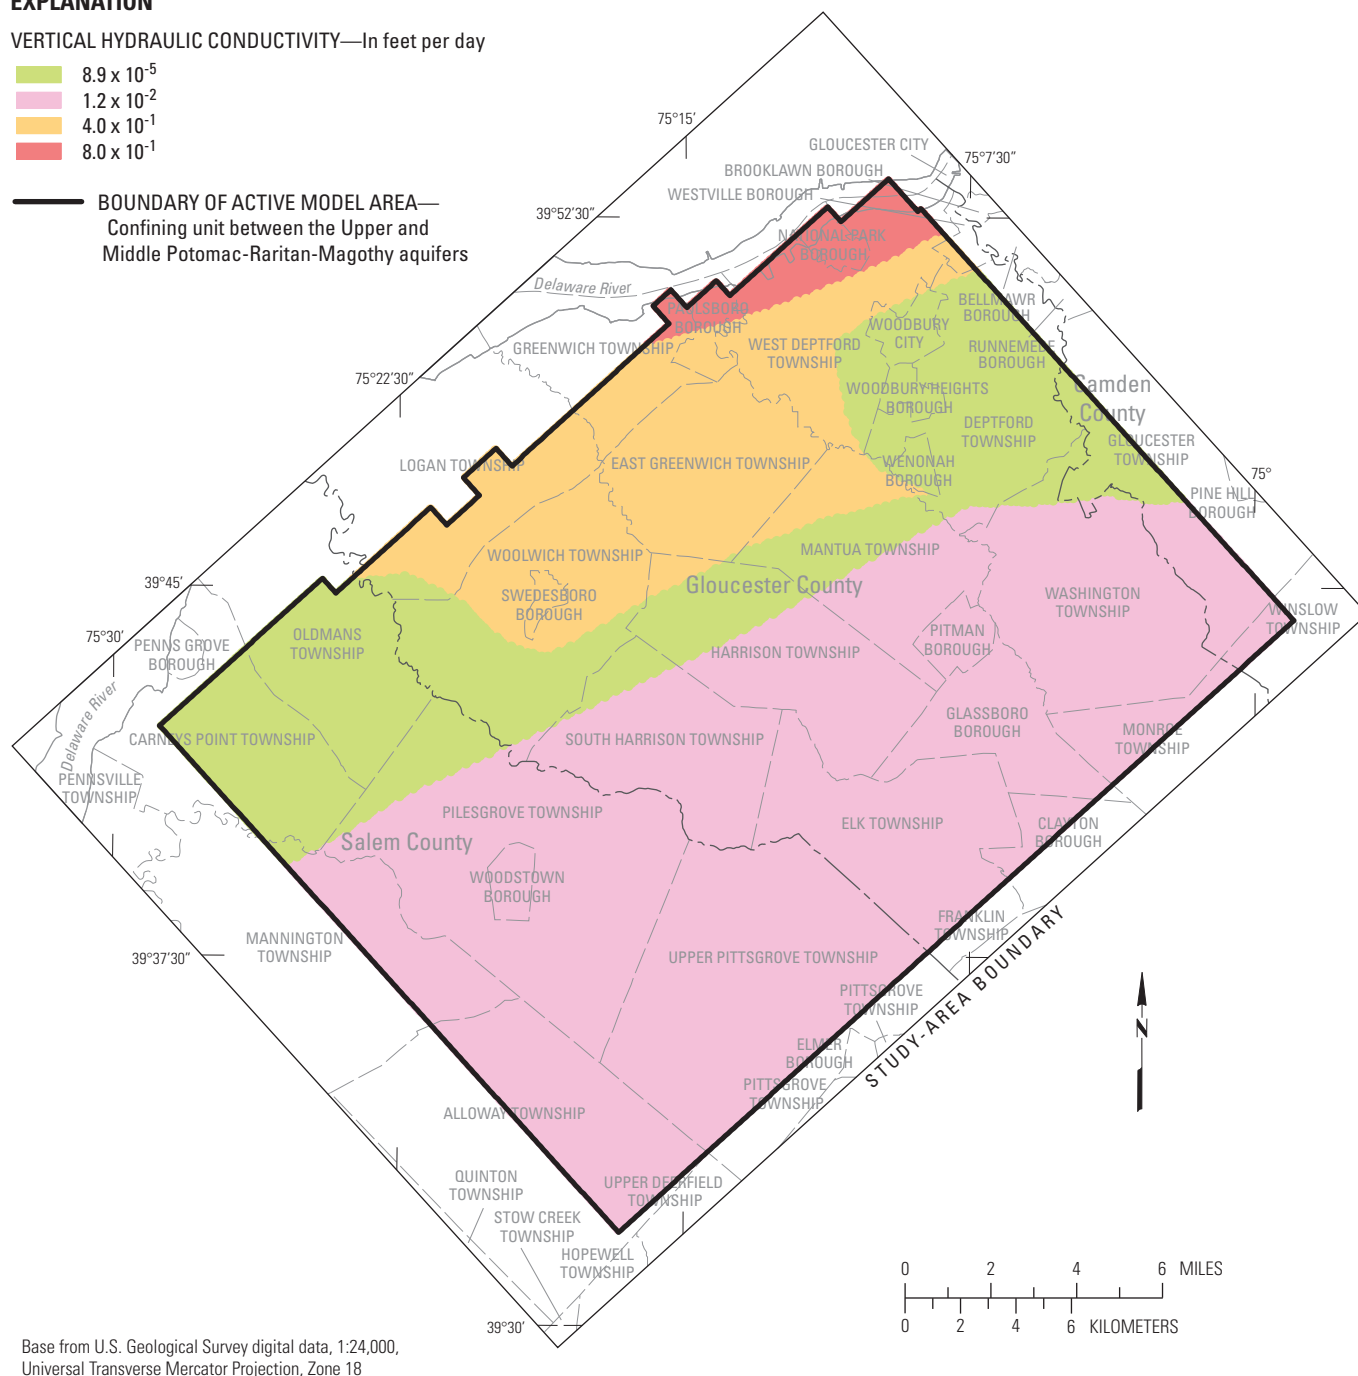 EXPLANATION
VERTICAL HYDRAULIC CONDUCTIVITY—In feet per day
8.9 x 10-5
1.2 x 10-2
4.0 x 10-1
8.0 x 10-1
BOUNDARY OF ACTIVE MODEL AREA—
Confining unit between the Upper and
Middle Potomac-Raritan-Magothy aquifers
75°15’
GLOUCESTER CITY
75°7’30”
BROOKLAWN BOROUGH
WESTVILLE BOROUGH
39°52’30”
NATIONAL PARK
BOROUGH
Delaware River
PAULSBORO
BOROUGH
BELLMAWR
BOROUGH
WOODBURY
CITY
GREENWICH TOWNSHIP
WEST DEPTFORD
TOWNSHIP
RUNNEMEDE
BOROUGH
75°22’30”
WOODBURY HEIGHTS
BOROUGH
Camden
County
DEPTFORD
TOWNSHIP
GLOUCESTER
TOWNSHIP
LOGAN TOWNSHIP
EAST GREENWICH TOWNSHIP
WENONAH
BOROUGH
75°
PINE HILL
BOROUGH
WOOLWICH TOWNSHIP
MANTUA TOWNSHIP
39°45’
Gloucester County
SWEDESBORO
BOROUGH
WASHINGTON
TOWNSHIP
WINSLOW
TOWNSHIP
75°30’
PENNS GROVE
BOROUGH
OLDMANS
TOWNSHIP
PITMAN
BOROUGH
HARRISON TOWNSHIP
Delaware River
GLASSBORO
BOROUGH
CARNEYS POINT TOWNSHIP
SOUTH HARRISON TOWNSHIP
MONROE
TOWNSHIP
PENNSVILLE
TOWNSHIP
PILESGROVE TOWNSHIP
ELK TOWNSHIP
CLAYTON
BOROUGH
Salem County
WOODSTOWN
BOROUGH
FRANKLIN
TOWNSHIP
MANNINGTON
TOWNSHIP
39°37’30”
UPPER PITTSGROVE TOWNSHIP
PITTSGROVE
TOWNSHIP
STUDY-AREA BOUNDARY
N
ELMER
BOROUGH
PITTSGROVE
TOWNSHIP
ALLOWAY TOWNSHIP
QUINTON
TOWNSHIP
UPPER DEERFIELD
TOWNSHIP
STOW CREEK
TOWNSHIP
HOPEWELL
TOWNSHIP
39°30’
0 2 4 6 MILES
0 2 4 6 KILOMETERS
Base from U.S. Geological Survey digital data, 1:24,000,
Universal Transverse Mercator Projection, Zone 18